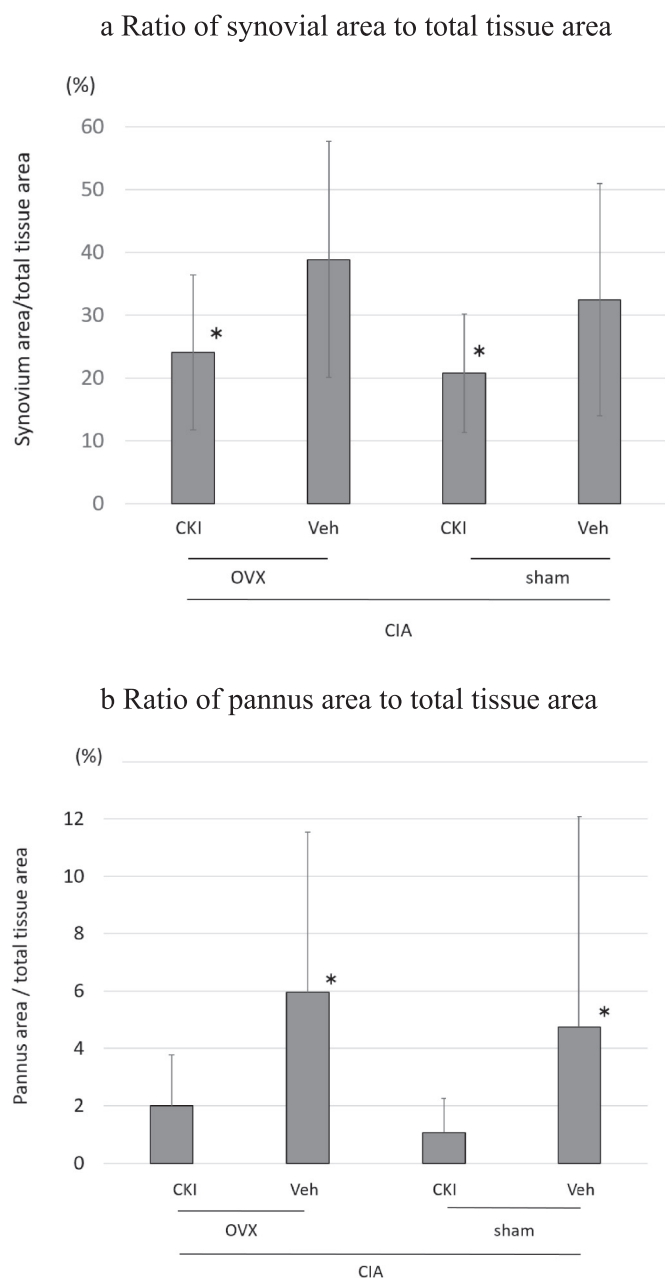 a Ratio of synovial area to total tissue area
(%)
Synovium area/total tissue area
60
50
40
30
20
10
0
*
*
CKI Veh CKI Veh
OVX sham
CIA
b Ratio of pannus area to total tissue area
(%)
Pannus area / total tissue area
12
10
8
6
4
2
0
*
*
CKI Veh CKI Veh
OVX sham
CIA